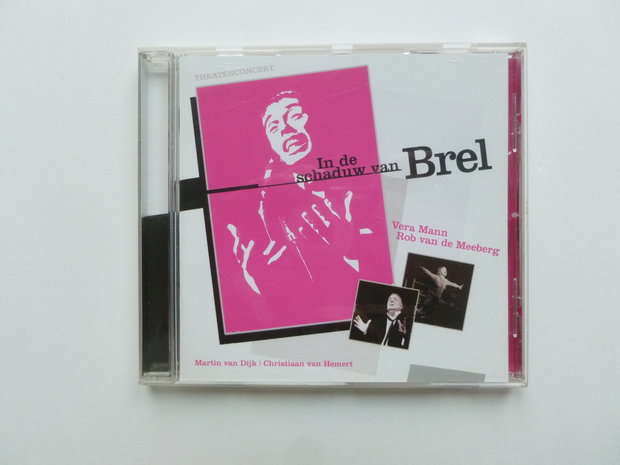 THEATERCONCERT
In de
schaduw van Brel
Vera Mann
Rob van de Meeberg
Martin van Dijk | Christiaan van Hemert